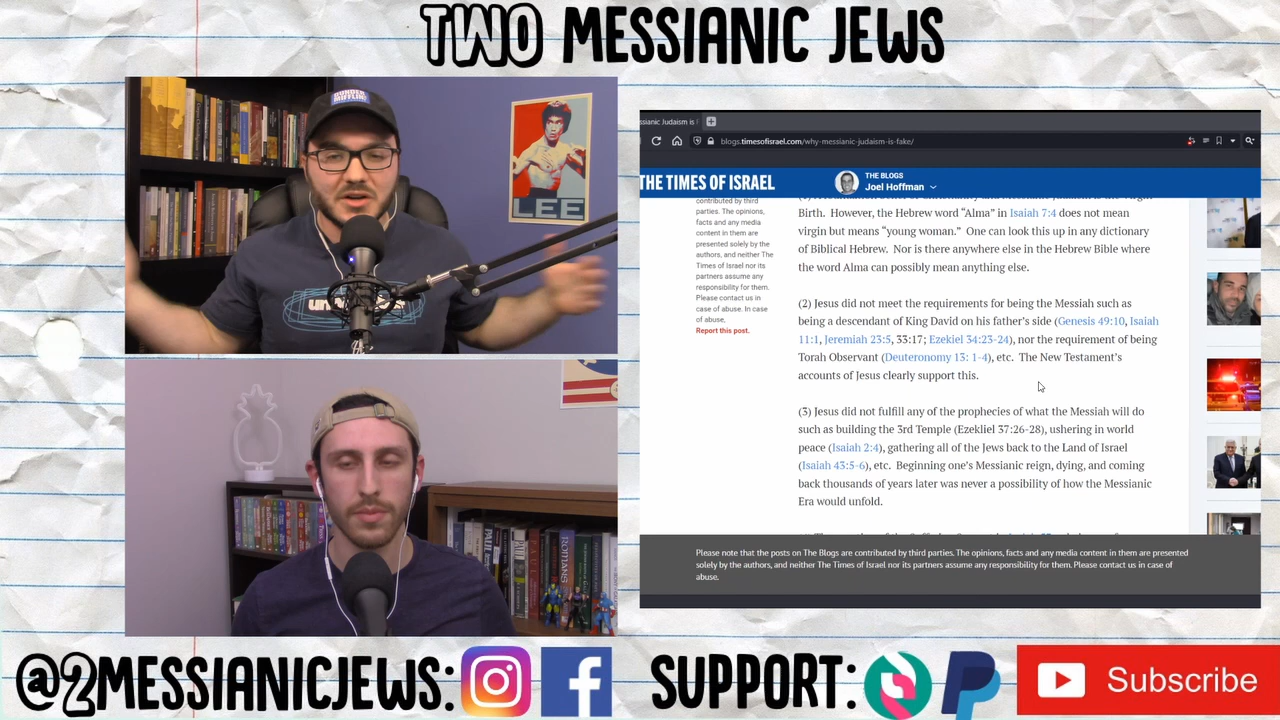 TWO MESSIANIC JEWS
DUNDER
MIFFLIN
LEE
PAUL
ROMANS
blogs.timesofisrael.com/why-messianic-judaism-is-fake/
THE TIMES OF ISRAEL
THE BLOGS
Joel Hoffman
contributed by third
parties. The opinions,
facts and any media
content in them are
presented solely by the
authors, and neither The
Times of Israel nor its
partners assume any
responsibility for them.
Please contact us in
case of abuse. In case
of abuse,
Report this post.
Birth. However, the Hebrew word “Alma” in Isaiah 7:4 does not mean
virgin but means “young woman.” One can look this up in any dictionary
of Biblical Hebrew. Nor is there anywhere else in the Hebrew Bible where
the word Alma can possibly mean anything else.
(2) Jesus did not meet the requirements for being the Messiah such as
being a descendant of King David on his father’s side (Genesis 49:10, Isaiah
11:1, Jeremiah 23:5, 33:17; Ezekiel 34:23-24), nor the requirement of being
Torah Observant (Deuteronomy 13: 1-4), etc. The New Testament’s
accounts of Jesus clearly support this.
(3) Jesus did not fulfill any of the prophecies of what the Messiah will do
such as building the 3rd Temple (Ezekliel 37:26-28), ushering in world
peace (Isaiah 2:4), gathering all of the Jews back to the Land of Israel
(Isaiah 43:5-6), etc. Beginning one’s Messianic reign, dying, and coming
back thousands of years later was never a possibility of how the Messianic
Era would unfold.
Please note that the posts on The Blogs are contributed by third parties. The opinions, facts and any media content in them are presented
solely by the authors, and neither The Times of Israel nor its partners assume any responsibility for them. Please contact us in case of
abuse.
@2MESSIANICJEWS:
SUPPORT:
Subscribe